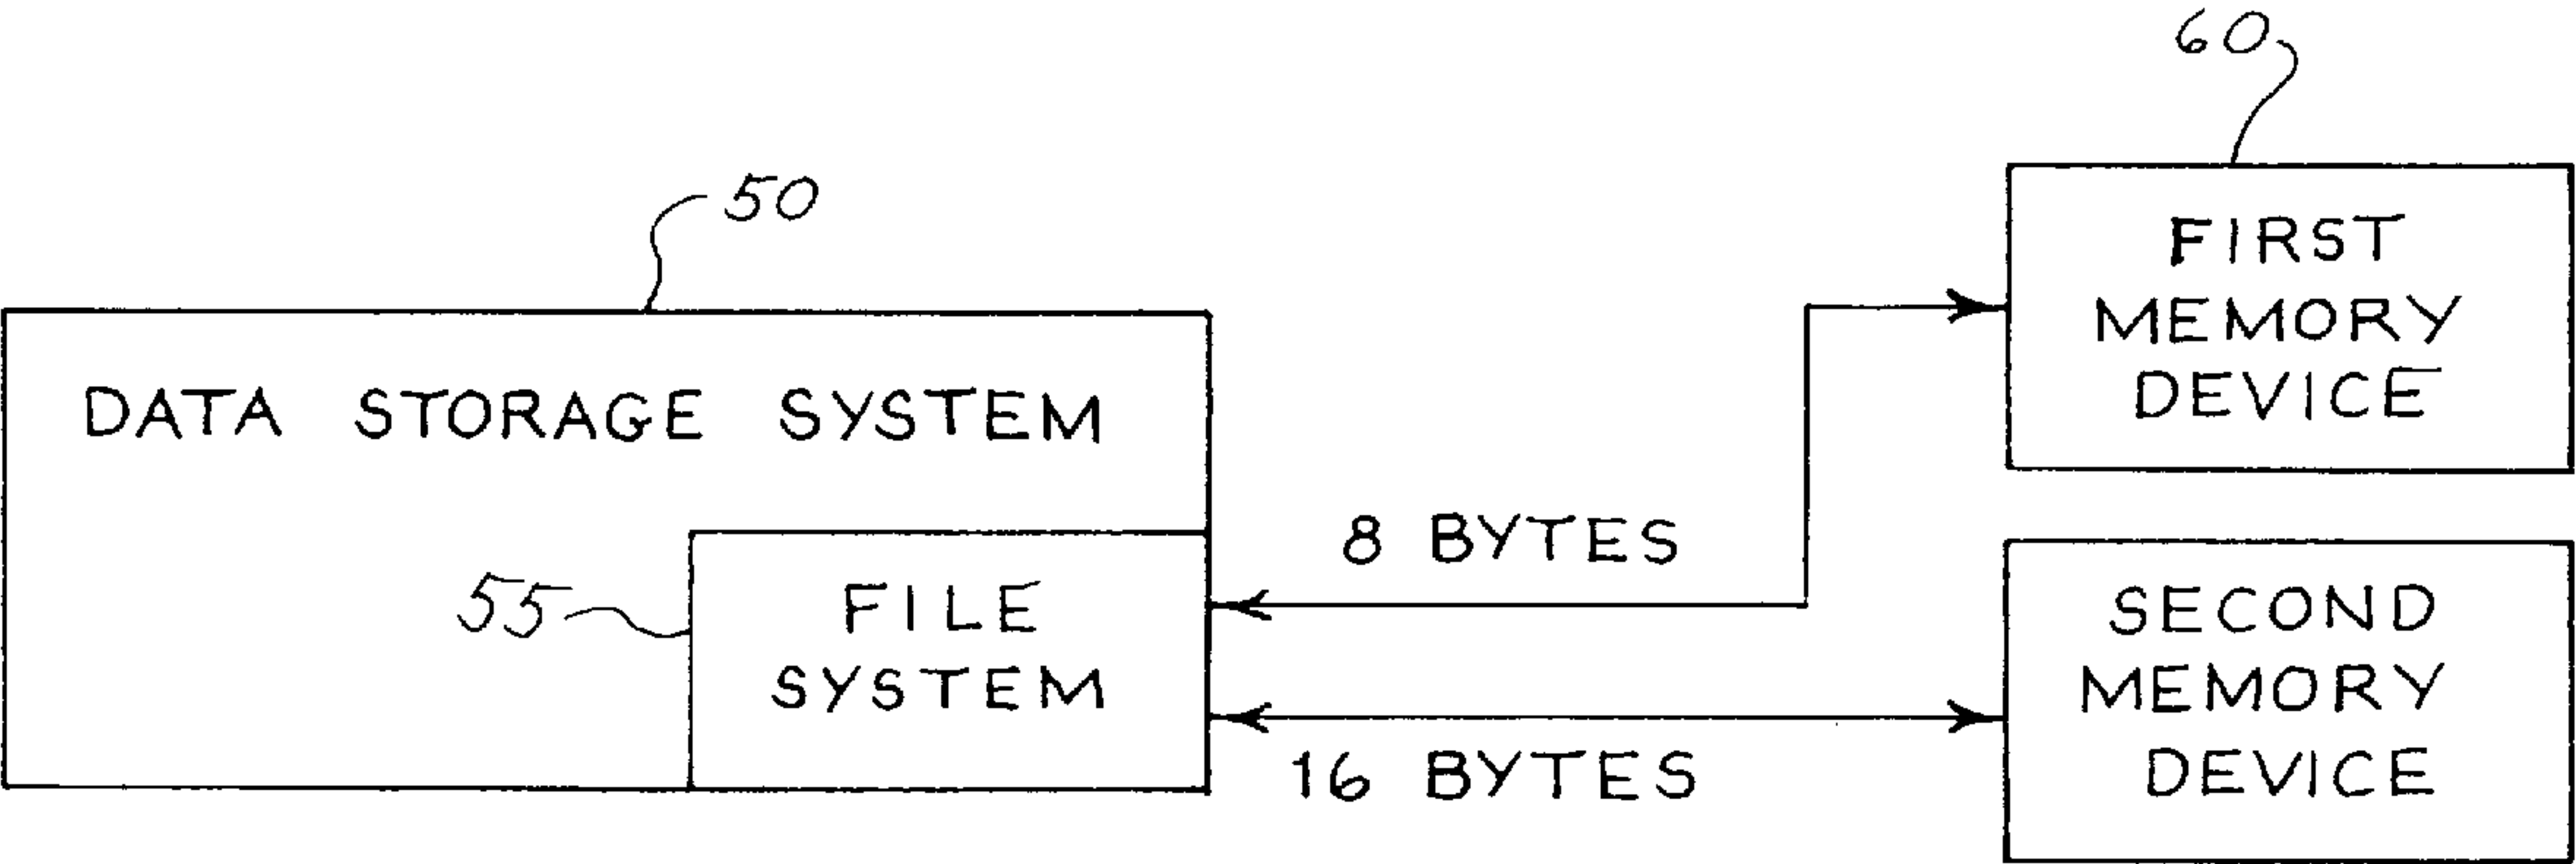 60
50
FIRST
MEMORY
DEVICE
DATA STORAGE SYSTEM
8 BYTES
55
FILE
SYSTEM
SECOND
MEMORY
DEVICE
16 BYTES